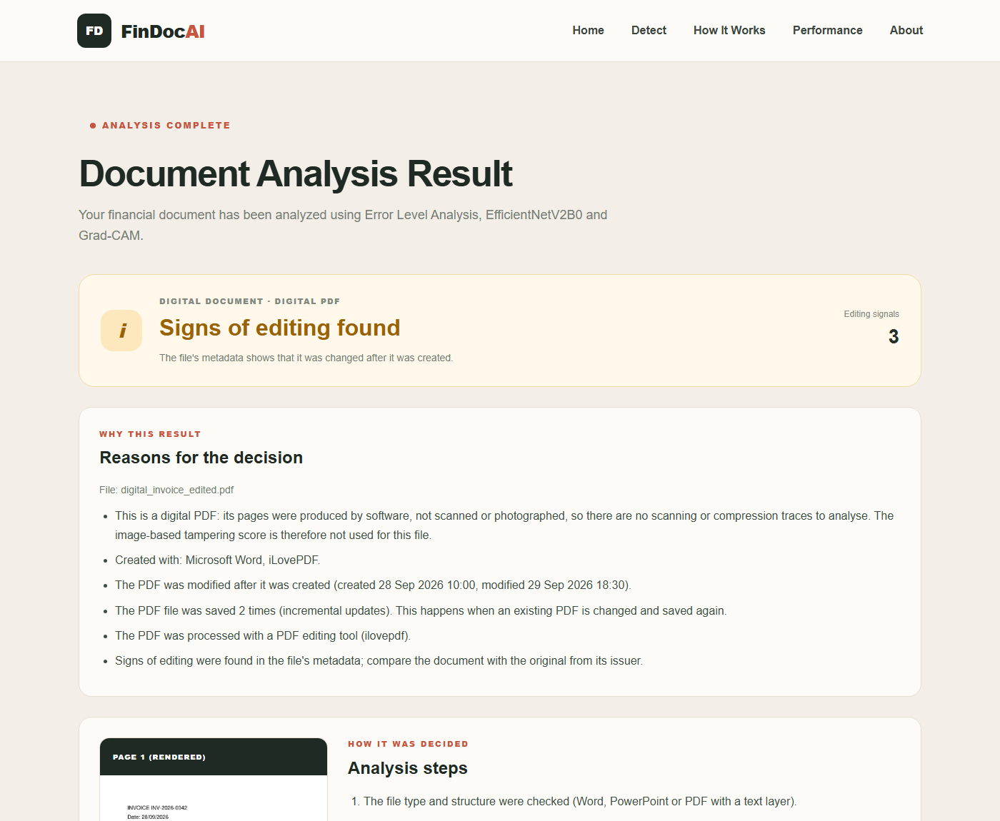 FD FinDocAI Home Detect How It Works Performance About
ANALYSIS COMPLETE
Document Analysis Result
Your financial document has been analyzed using Error Level Analysis, EfficientNetV2B0 and
Grad-CAM.
DIGITAL DOCUMENT · DIGITAL PDF
i Signs of editing found
The file's metadata shows that it was changed after it was created.
Editing signals
3
WHY THIS RESULT
Reasons for the decision
File: digital_invoice_edited.pdf
• This is a digital PDF: its pages were produced by software, not scanned or photographed, so there are no scanning or compression traces to analyse. The
image-based tampering score is therefore not used for this file.
• Created with: Microsoft Word, iLovePDF.
• The PDF was modified after it was created (created 28 Sep 2026 10:00, modified 29 Sep 2026 18:30).
• The PDF file was saved 2 times (incremental updates). This happens when an existing PDF is changed and saved again.
• The PDF was processed with a PDF editing tool (ilovepdf).
• Signs of editing were found in the file's metadata; compare the document with the original from its issuer.
PAGE 1 (RENDERED)
INVOICE INV-2026-0042
Date: 28/09/2026
HOW IT WAS DECIDED
Analysis steps
1. The file type and structure were checked (Word, PowerPoint or PDF with a text layer).